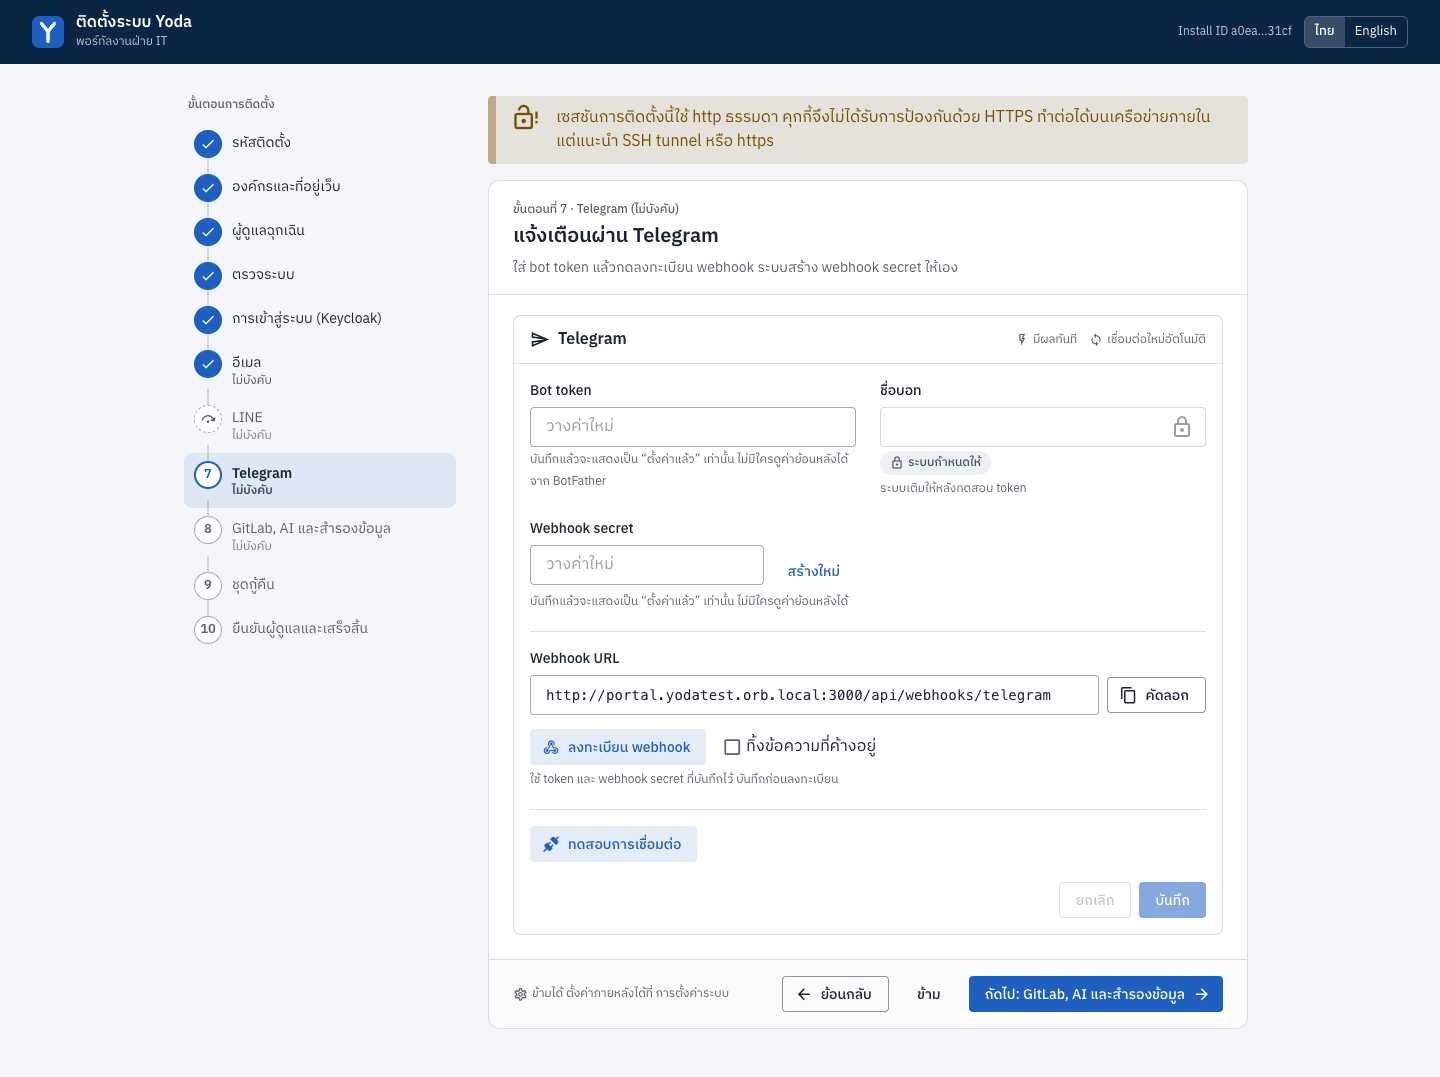 ติดตั้งระบบ Yoda
พอร์ทัลงานฝ่าย IT
Install ID a0ea…31cf
ไทย
English
ขั้นตอนการติดตั้ง
รหัสติดตั้ง
องค์กรและที่อยู่เว็บ
ผู้ดูแลฉุกเฉิน
ตรวจระบบ
การเข้าสู่ระบบ (Keycloak)
อีเมล
ไม่บังคับ
LINE
ไม่บังคับ
7
Telegram
ไม่บังคับ
8
GitLab, AI และสำรองข้อมูล
ไม่บังคับ
9
ชุดกู้คืน
10
ยืนยันผู้ดูแลและเสร็จสิ้น
เซสชันการติดตั้งนี้ใช้ http ธรรมดา คุกกี้จึงไม่ได้รับการป้องกันด้วย HTTPS ทำต่อได้บนเครือข่ายภายใน
แต่แนะนำ SSH tunnel หรือ https
ขั้นตอนที่ 7 · Telegram (ไม่บังคับ)
แจ้งเตือนผ่าน Telegram
ใส่ bot token แล้วกดลงทะเบียน webhook ระบบสร้าง webhook secret ให้เอง
Telegram
มีผลทันที
เชื่อมต่อใหม่อัตโนมัติ
Bot token
ชื่อบอท
วางค่าใหม่
บันทึกแล้วจะแสดงเป็น “ตั้งค่าแล้ว” เท่านั้น ไม่มีใครดูค่าย้อนหลังได้
จาก BotFather
ระบบกำหนดให้
ระบบเติมให้หลังทดสอบ token
Webhook secret
วางค่าใหม่
สร้างใหม่
บันทึกแล้วจะแสดงเป็น “ตั้งค่าแล้ว” เท่านั้น ไม่มีใครดูค่าย้อนหลังได้
Webhook URL
http://portal.yodatest.orb.local:3000/api/webhooks/telegram
คัดลอก
ลงทะเบียน webhook
ทิ้งข้อความที่ค้างอยู่
ใช้ token และ webhook secret ที่บันทึกไว้ บันทึกก่อนลงทะเบียน
ทดสอบการเชื่อมต่อ
ยกเลิก
บันทึก
ข้ามได้ ตั้งค่าภายหลังได้ที่ การตั้งค่าระบบ
ย้อนกลับ
ข้าม
ถัดไป: GitLab, AI และสำรองข้อมูล